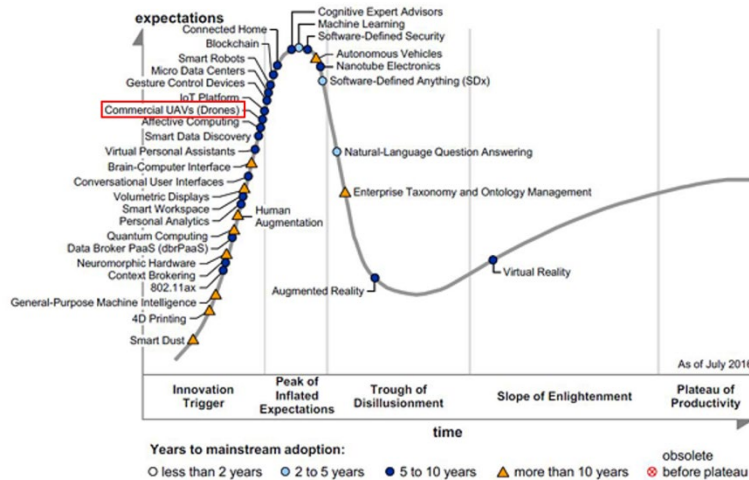 expectations
Cognitive Expert Advisors
Machine Learning
Software-Defined Security
Connected Home
Blockchain
Autonomous Vehicles
Smart Robots
Nanotube Electronics
Micro Data Centers
Software-Defined Anything (SDx)
Gesture Control Devices
IoT Platform
Commercial UAVs (Drones)
Affective Computing
Smart Data Discovery
Virtual Personal Assistants
Natural-Language Question Answering
Brain-Computer Interface
Conversational User Interfaces
Enterprise Taxonomy and Ontology Management
Volumetric Displays
Smart Workspace
Human
Augmentation
Personal Analytics
Quantum Computing
Data Broker PaaS (dbrPaaS)
Neuromorphic Hardware
Context Brokering
802.11ax
Augmented Reality
Virtual Reality
General-Purpose Machine Intelligence
4D Printing
Smart Dust
As of July 2016
Innovation
Trigger
Peak of
Inflated
Expectations
Trough of
Disillusionment
Slope of Enlightenment
Plateau of
Productivity
time
Years to mainstream adoption:
less than 2 years
2 to 5 years
5 to 10 years
more than 10 years
obsolete
before plateau